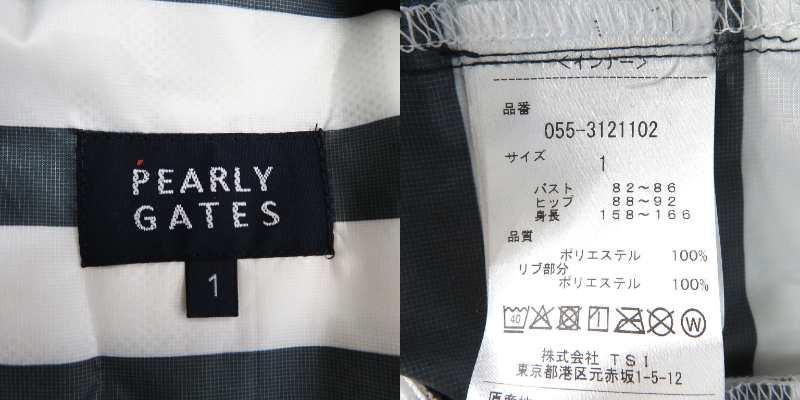 PEARLY
GATES
1
<インナー>
品番
055-3121102
サイズ
1
バスト 82～86
ヒップ 88～92
身長 158～166
品質
ポリエステル 100%
リブ部分
ポリエステル 100%
40
1
W
株式会社 TSI
東京都港区元赤坂1-5-12